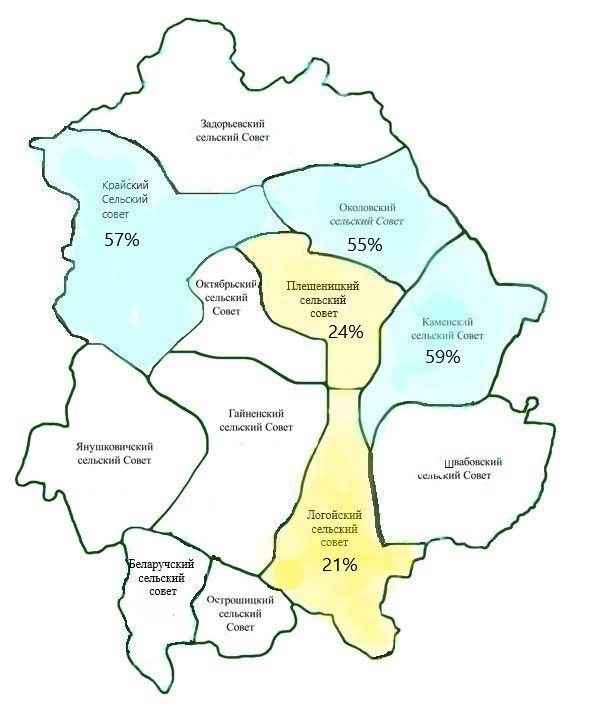 Задорьевский
сельский Совет
Крайский
Сельский
совет
57%
Околовский
сельский Совет
55%
Октябрьский
сельский
Совет
Плещеницкий
сельский
совет
24%
Каменский
сельский Совет
59%
Гайненский
сельский Совет
Янушковичский
сельский Совет
Швабовский
сельский Совет
Логойский
сельский
совет
21%
Беларучский
сельский
совет
Острошицкий
сельский
Совет